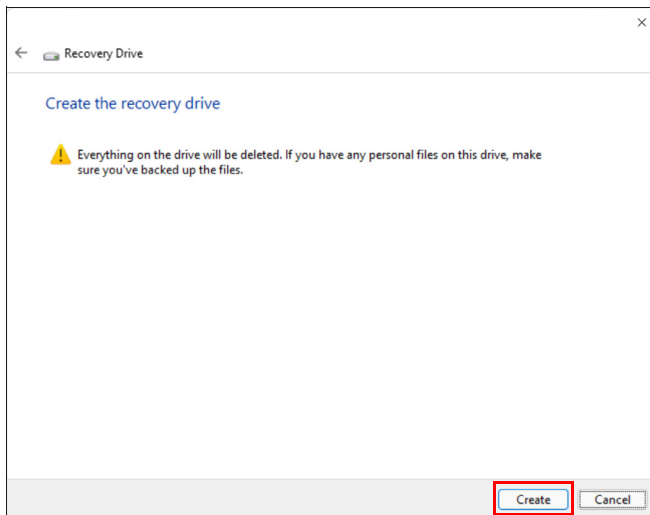 Recovery Drive
Create the recovery drive
Everything on the drive will be deleted. If you have any personal files on this drive, make
sure you've backed up the files.
Create Cancel